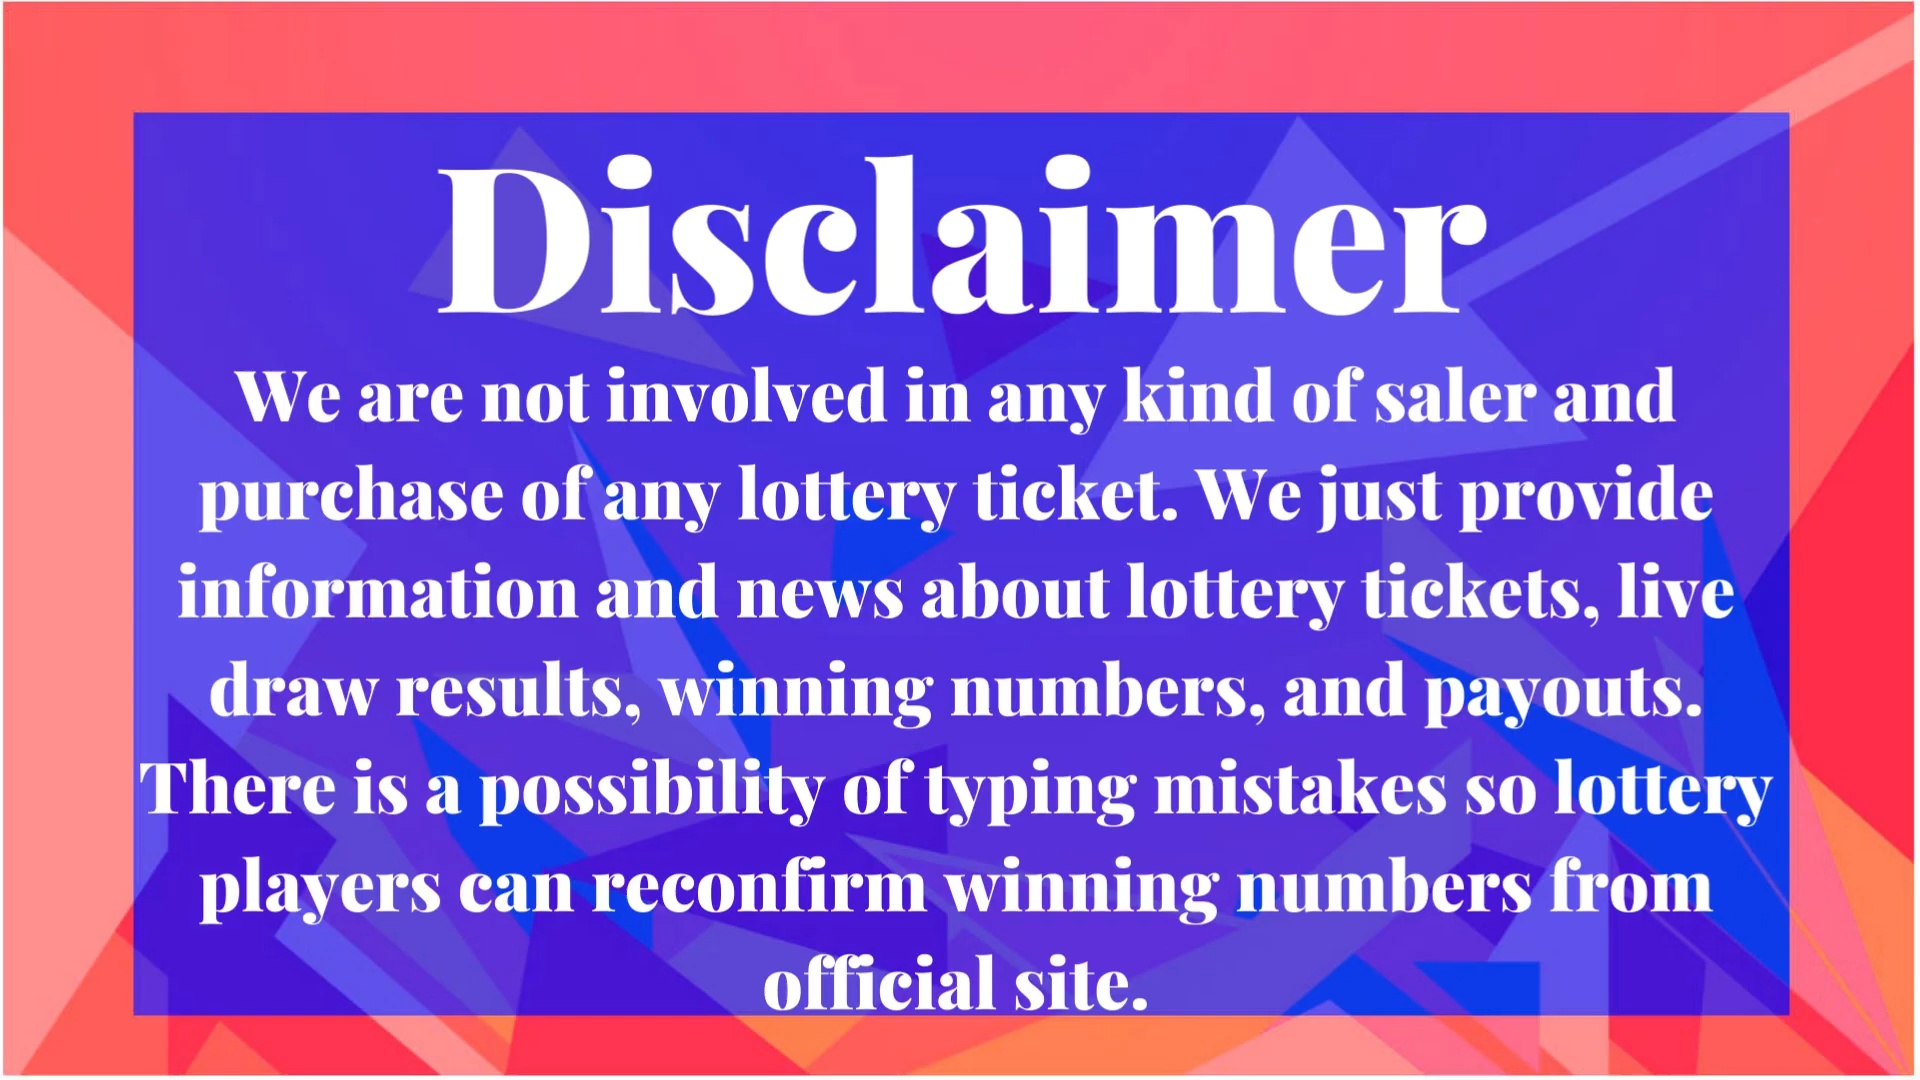 Disclaimer
We are not involved in any kind of saler and
purchase of any lottery ticket. We just provide
information and news about lottery tickets, live
draw results, winning numbers, and payouts.
There is a possibility of typing mistakes so lottery
players can reconfirm winning numbers from
official site.